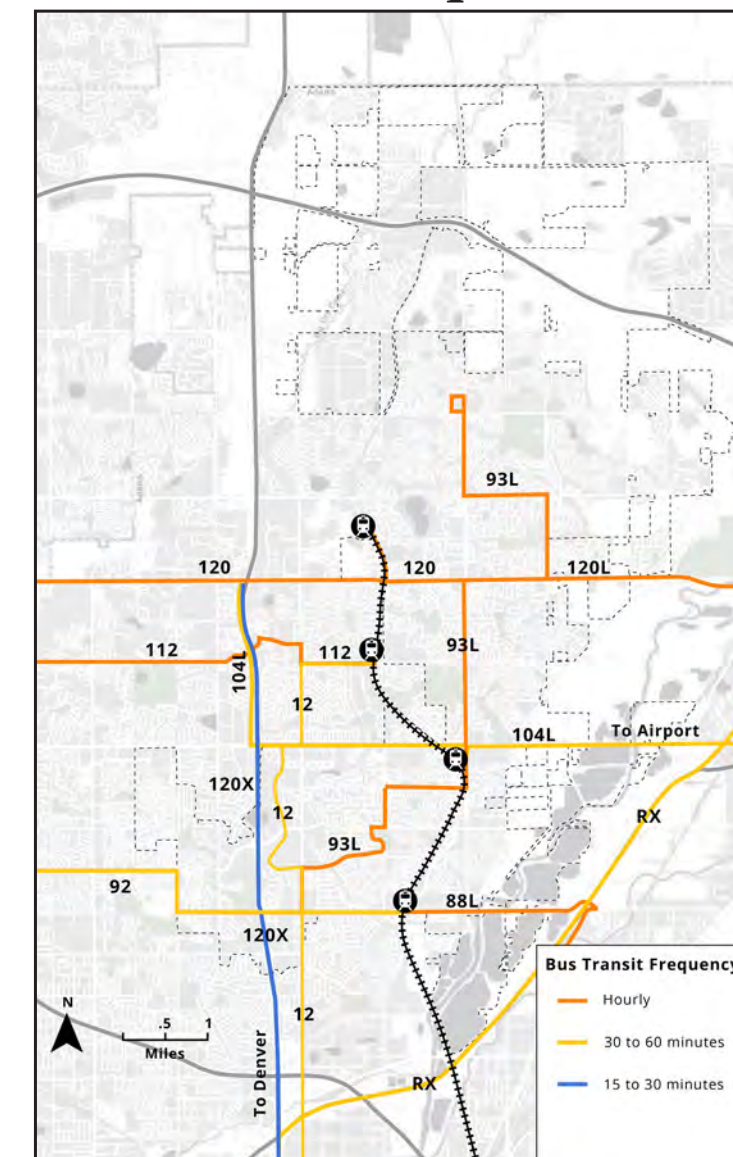 93L
120
120
120L
112
104L
112
93L
12
104L
To Airport
120X
12
RX
93L
92
88L
120X
Bus Transit Frequency
N
Hourly
.5
1
12
30 to 60 minutes
Miles
To Denver
RX
15 to 30 minutes